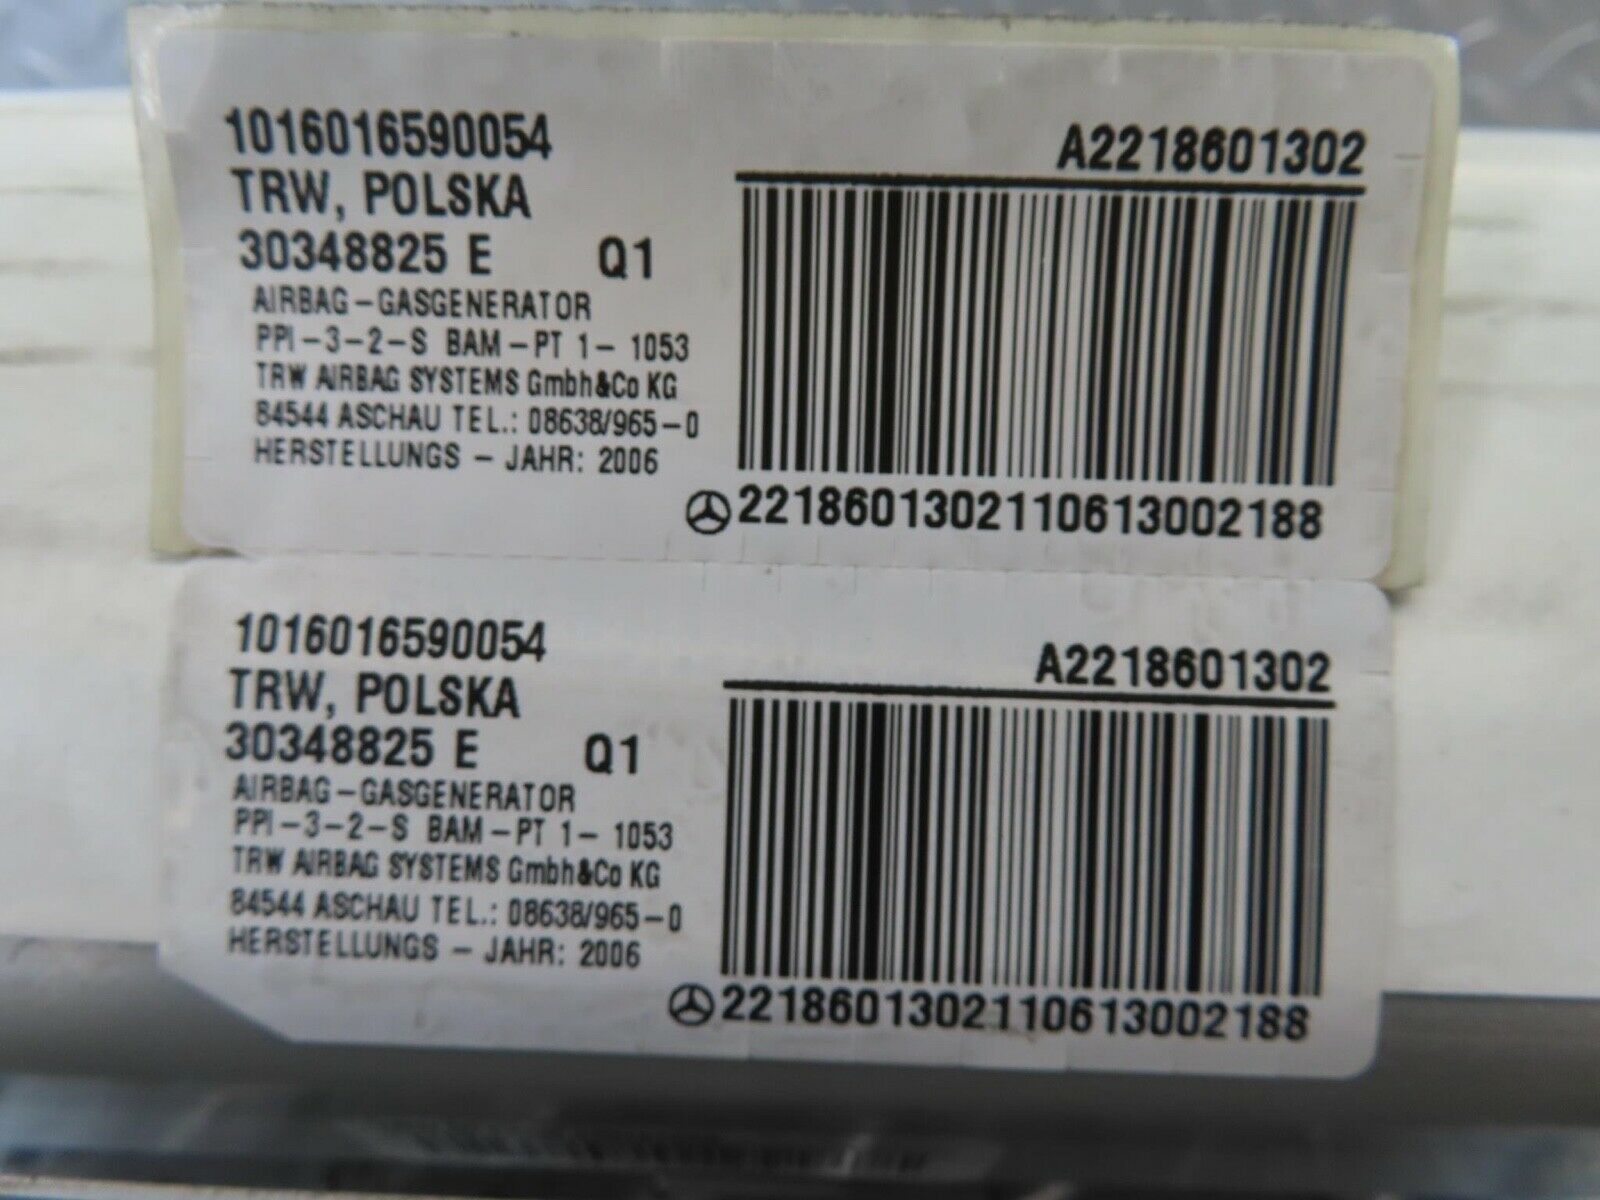 1016016590054
TRW, POLSKA
30348825 E Q1
AIRBAG-GASGENERATOR
PPI-3-2-S BAM-PT 1- 1053
TRW AIRBAG SYSTEMS Gmbh&Co KG
84544 ASCHAU TEL.: 08638/965-0
HERSTELLUNGS - JAHR: 2006
A2218601302
2218601302110613002188
1016016590054
TRW, POLSKA
30348825 E Q1
AIRBAG-GASGENERATOR
PPI-3-2-S BAM-PT 1- 1053
TRW AIRBAG SYSTEMS Gmbh&Co KG
84544 ASCHAU TEL.: 08638/965-0
HERSTELLUNGS - JAHR: 2006
A2218601302
2218601302110613002188